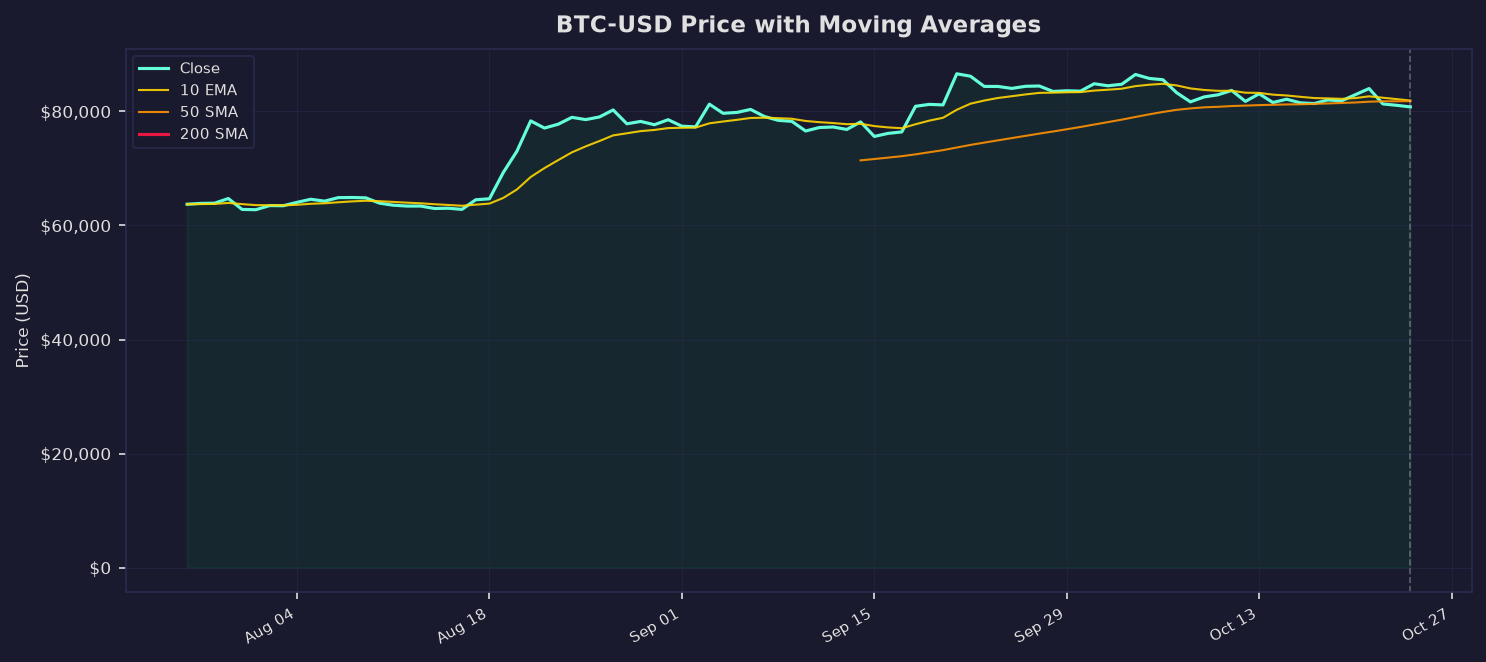 BTC-USD Price with Moving Averages
Close
10 EMA
50 SMA
200 SMA
Price (USD)
$80,000
$60,000
$40,000
$20,000
$0
Aug 04
Aug 18
Sep 01
Sep 15
Sep 29
Oct 13
Oct 27